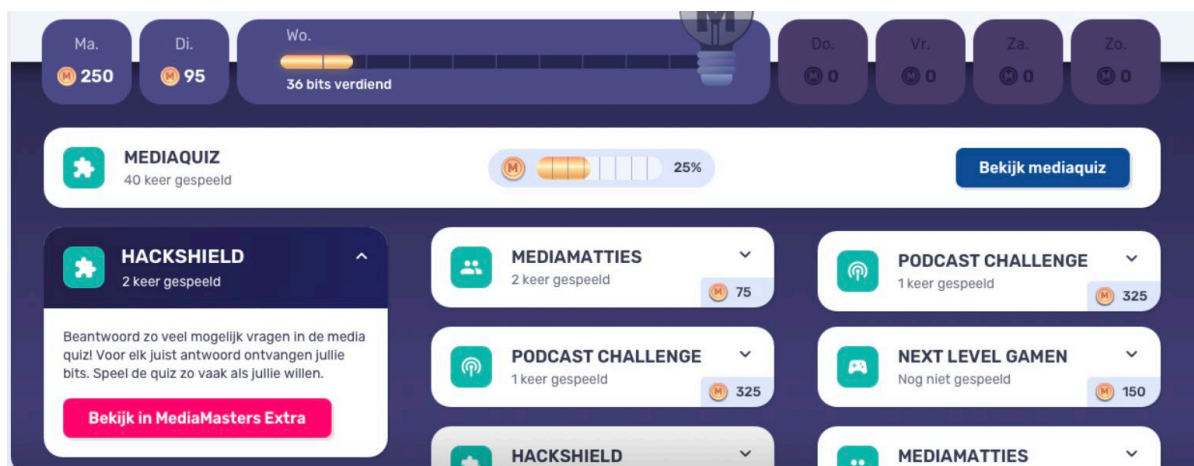 Ma.
M 250
Di.
M 95
Wo.
36 bits verdiend
M
Do.
M 0
Vr.
M 0
Za.
M 0
Zo.
M 0
MEDIAQUIZ
40 keer gespeeld
M
25%
Bekijk mediaquiz
HACKSHIELD
2 keer gespeeld
Beantwoord zo veel mogelijk vragen in de media
quiz! Voor elk juist antwoord ontvangen jullie
bits. Speel de quiz zo vaak als jullie willen.
Bekijk in MediaMasters Extra
MEDIAMATTIES
2 keer gespeeld
M 75
PODCAST CHALLENGE
1 keer gespeeld
M 325
HACKSHIELD
PODCAST CHALLENGE
1 keer gespeeld
M 325
NEXT LEVEL GAMEN
Nog niet gespeeld
M 150
MEDIAMATTIES